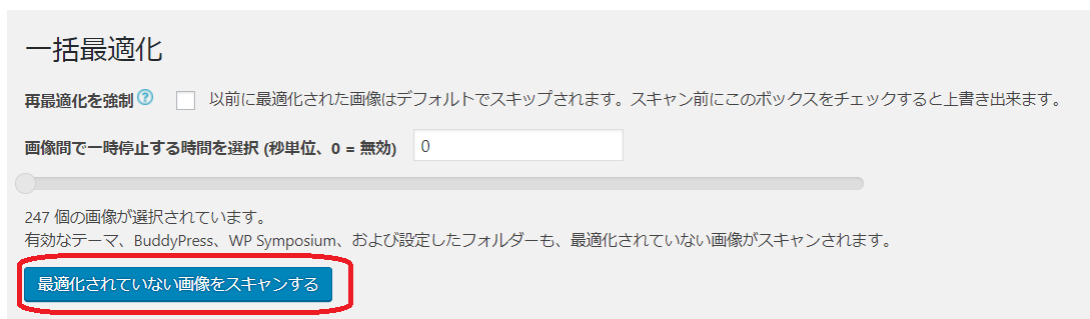 一括最適化
再最適化を強制 ? 以前に最適化された画像はデフォルトでスキップされます。スキャン前にこのボックスをチェックすると上書き出来ます。
画像間で一時停止する時間を選択 (秒単位、0 = 無効) 0
247 個の画像が選択されています。
有効なテーマ、BuddyPress、WP Symposium、および設定したフォルダーも、最適化されていない画像がスキャンされます。
最適化されていない画像をスキャンする